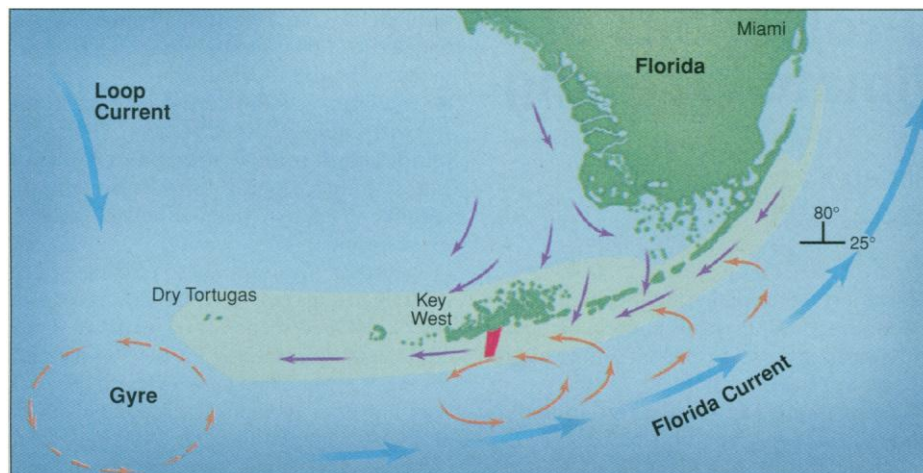 Miami
Florida
Loop
Current
80°
25°
Dry Tortugas
Key
West
Gyre
Florida Current